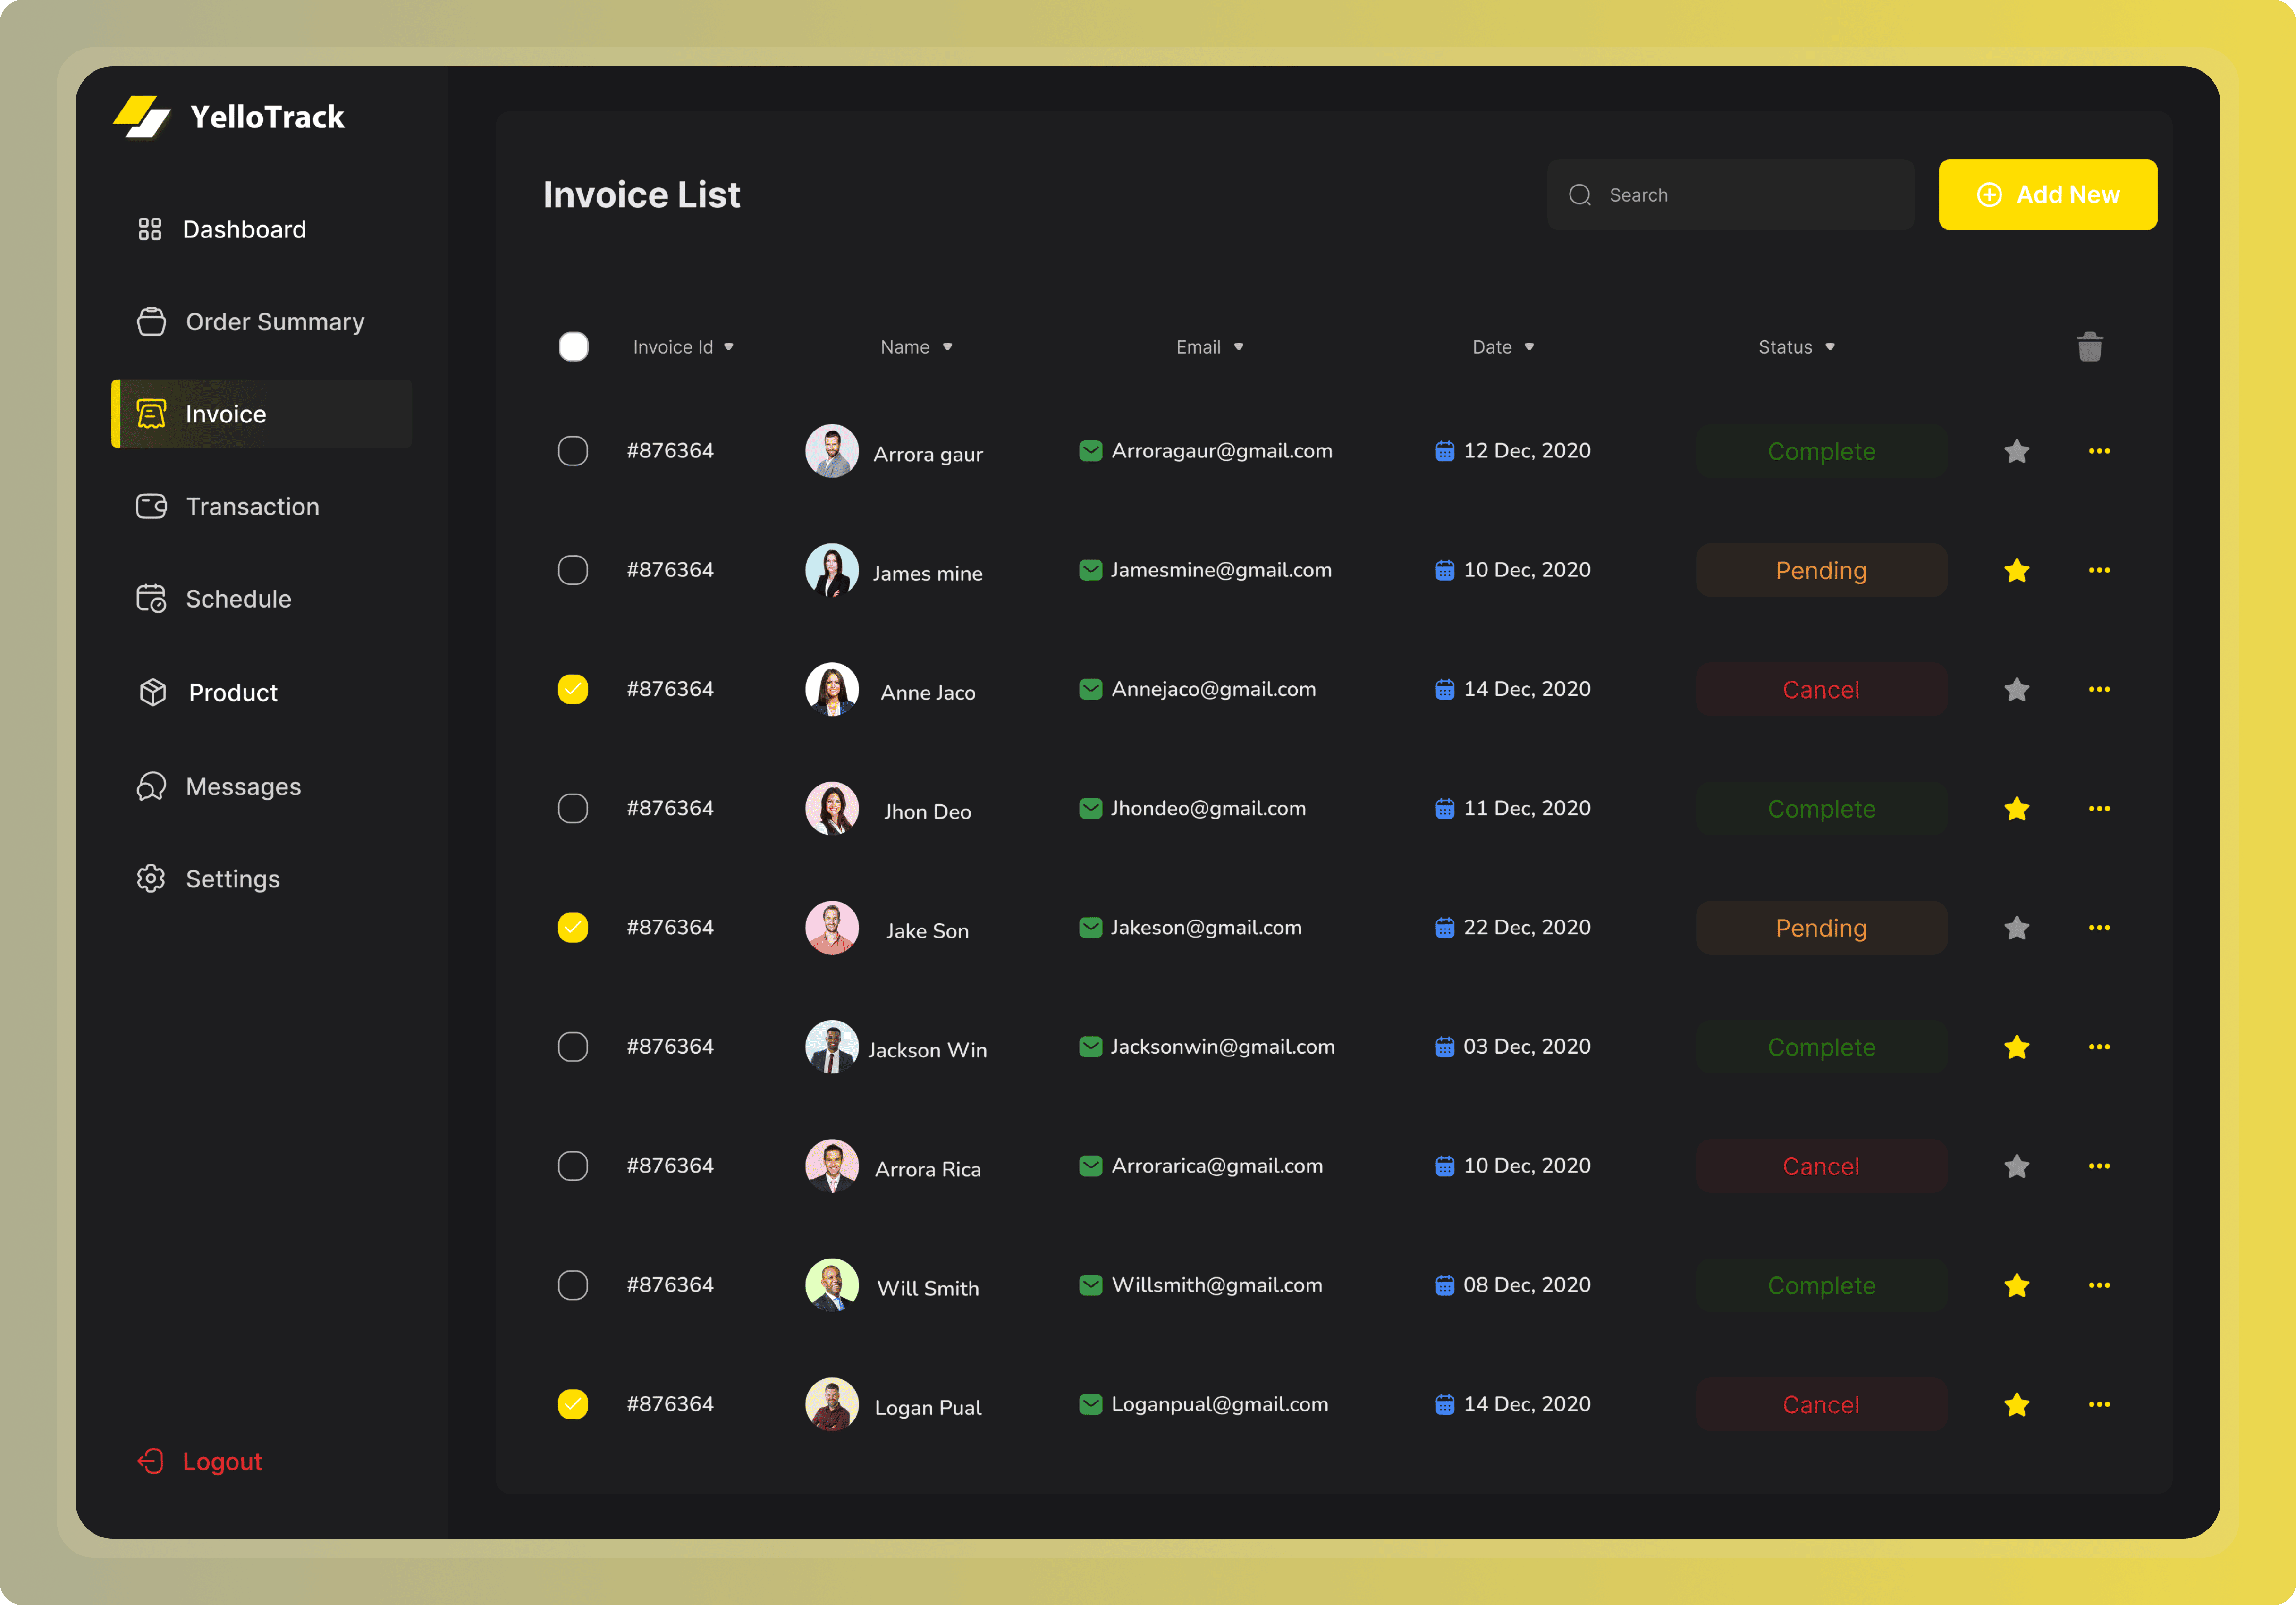 YelloTrack
Dashboard
Order Summary
Invoice
Transaction
Schedule
Product
Messages
Settings
Logout
Invoice List
Search
Add New
Invoice Id Name Email Date Status
#876364 Arrora gaur Arroragaur@gmail.com 12 Dec, 2020 Complete
#876364 James mine Jamesmine@gmail.com 10 Dec, 2020 Pending
#876364 Anne Jaco Annejaco@gmail.com 14 Dec, 2020 Cancel
#876364 Jhon Deo Jhondeo@gmail.com 11 Dec, 2020 Complete
#876364 Jake Son Jakeson@gmail.com 22 Dec, 2020 Pending
#876364 Jackson Win Jacksonwin@gmail.com 03 Dec, 2020 Complete
#876364 Arrora Rica Arrorarica@gmail.com 10 Dec, 2020 Cancel
#876364 Will Smith Willsmith@gmail.com 08 Dec, 2020 Complete
#876364 Logan Pual Loganpual@gmail.com 14 Dec, 2020 Cancel